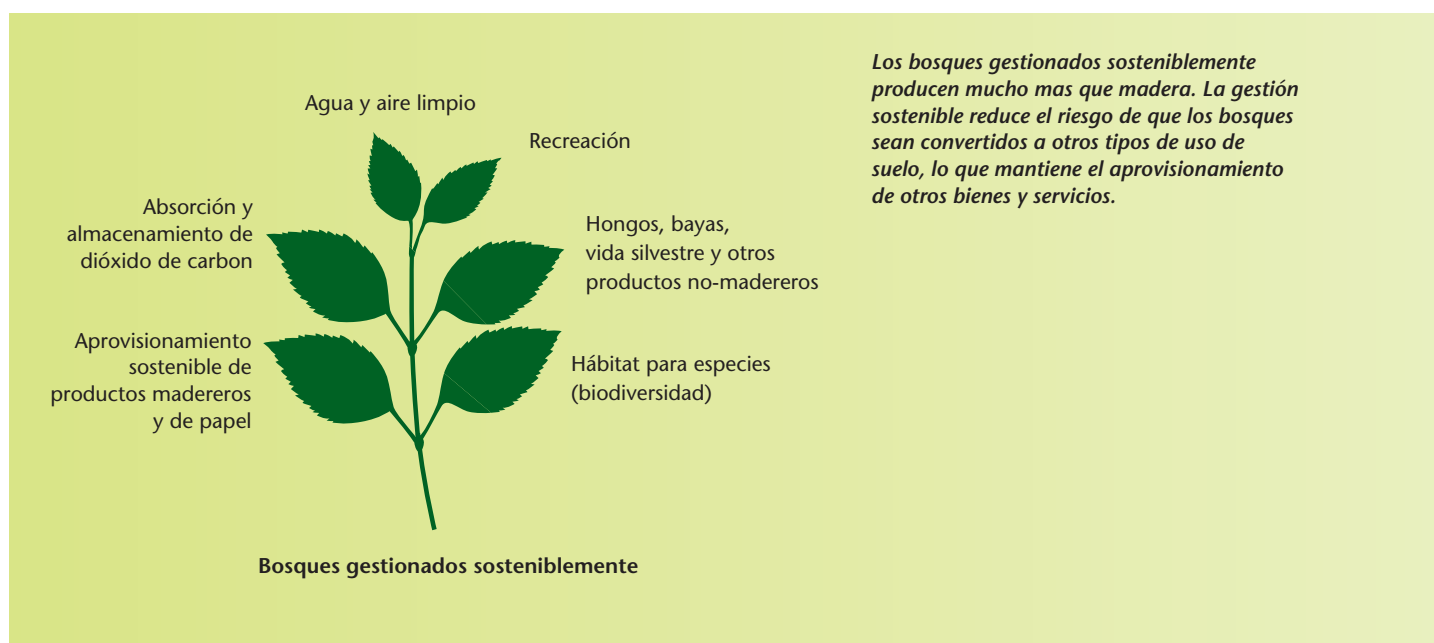 Agua y aire limpio
Recreación
Absorción y
almacenamiento de
dióxido de carbon
Hongos, bayas,
vida silvestre y otros
productos no-madereros
Aprovisionamiento
sostenible de
productos madereros
y de papel
Hábitat para especies
(biodiversidad)
Bosques gestionados sosteniblemente
Los bosques gestionados sosteniblemente
producen mucho mas que madera. La gestión
sostenible reduce el riesgo de que los bosques
sean convertidos a otros tipos de uso de
suelo, lo que mantiene el aprovisionamiento
de otros bienes y servicios.